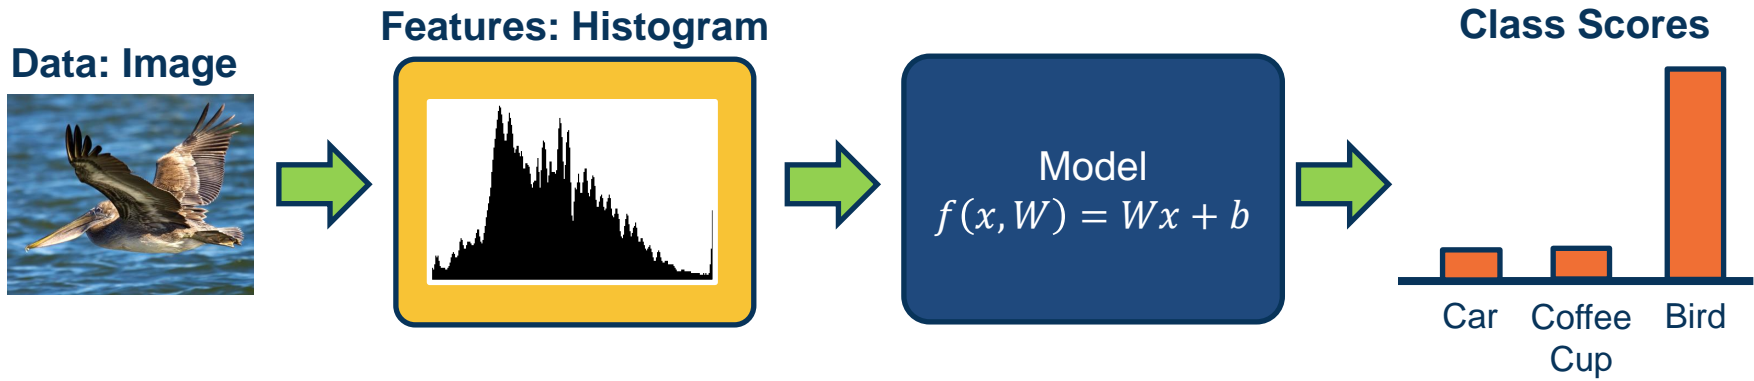 Data: Image
Features: Histogram
Model
f(x, W) = Wx + b
Class Scores
Car
Coffee
Cup
Bird